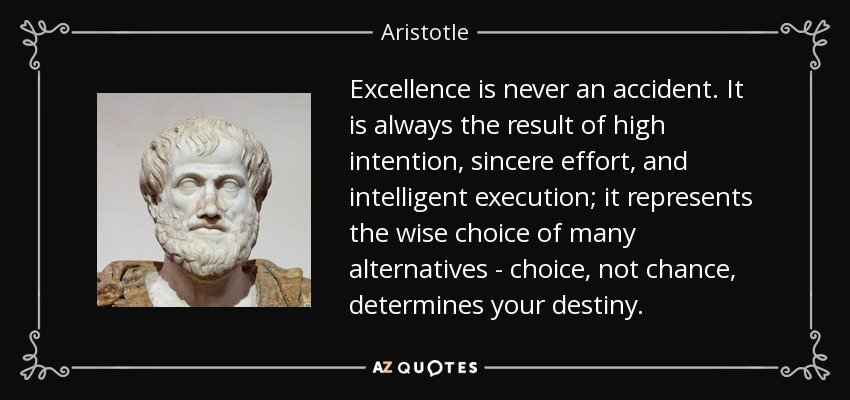 Aristotle
Excellence is never an accident. It
is always the result of high
intention, sincere effort, and
intelligent execution; it represents
the wise choice of many
alternatives - choice, not chance,
determines your destiny.
AZ QUOTES